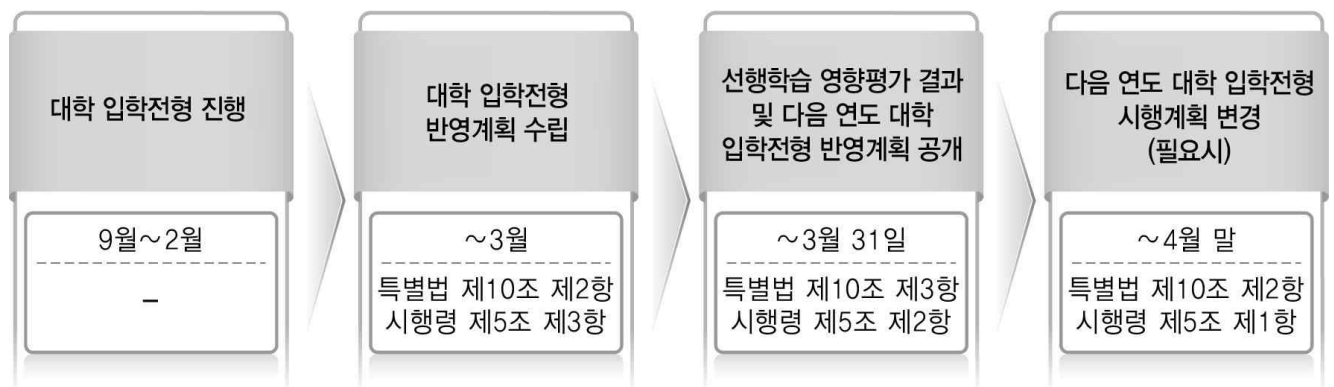 대학 입학전형 진행
9월~2월
-
대학 입학전형
반영계획 수립
~3월
특별법 제10조 제2항
시행령 제5조 제3항
선행학습 영향평가 결과
및 다음 연도 대학
입학전형 반영계획 공개
~3월 31일
특별법 제10조 제3항
시행령 제5조 제2항
다음 연도 대학 입학전형
시행계획 변경
(필요시)
~4월 말
특별법 제10조 제2항
시행령 제5조 제1항